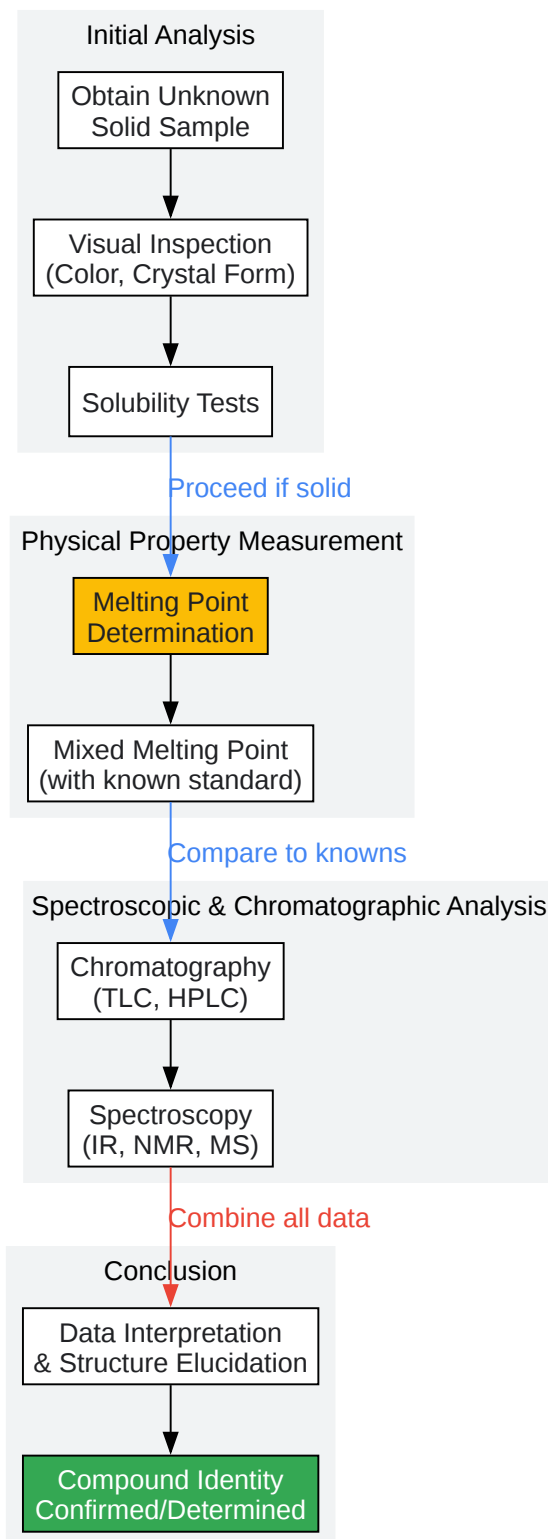 Initial Analysis
Obtain Unknown
Solid Sample
Visual Inspection
(Color, Crystal Form)
Solubility Tests
Proceed if solid
Physical Property Measurement
Melting Point
Determination
Mixed Melting Point
(with known standard)
Compare to knowns
Spectroscopic & Chromatographic Analysis
Chromatography
(TLC, HPLC)
Spectroscopy
(IR, NMR, MS)
Combine all data
Conclusion
Data Interpretation
& Structure Elucidation
Compound Identity
Confirmed/Determined